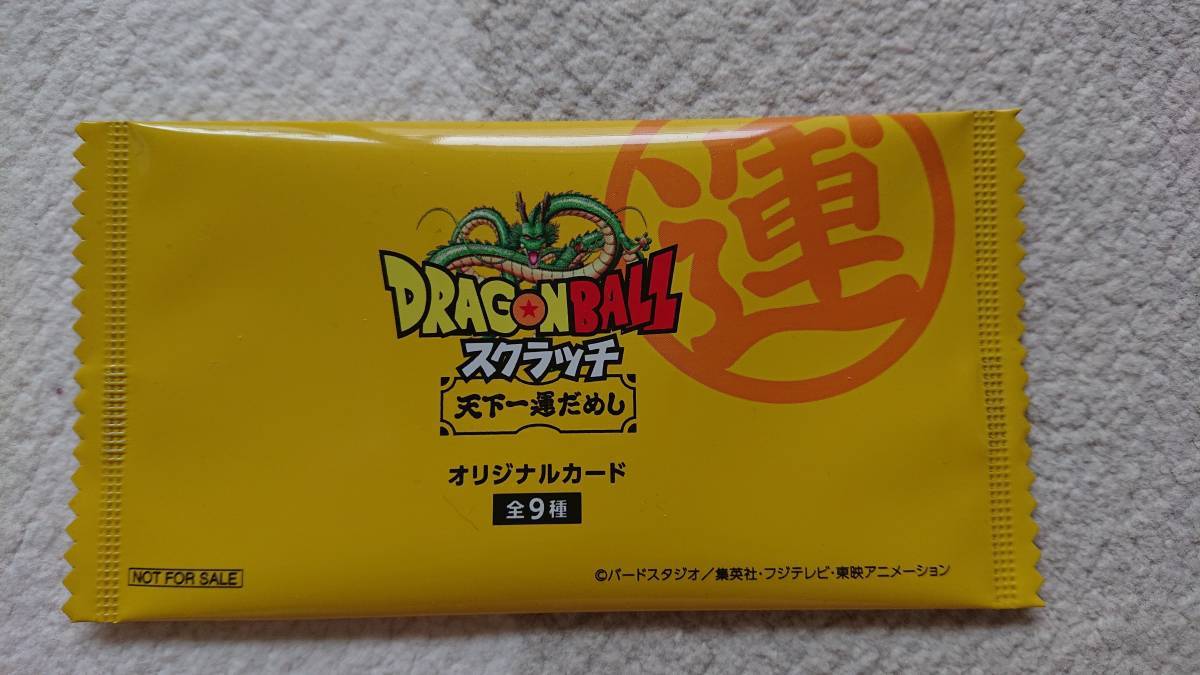 運
DRAGON BALL
スクラッチ
天下一運だめし
オリジナルカード
全9種
NOT FOR SALE
©バードスタジオ／集英社・フジテレビ・東映アニメーション